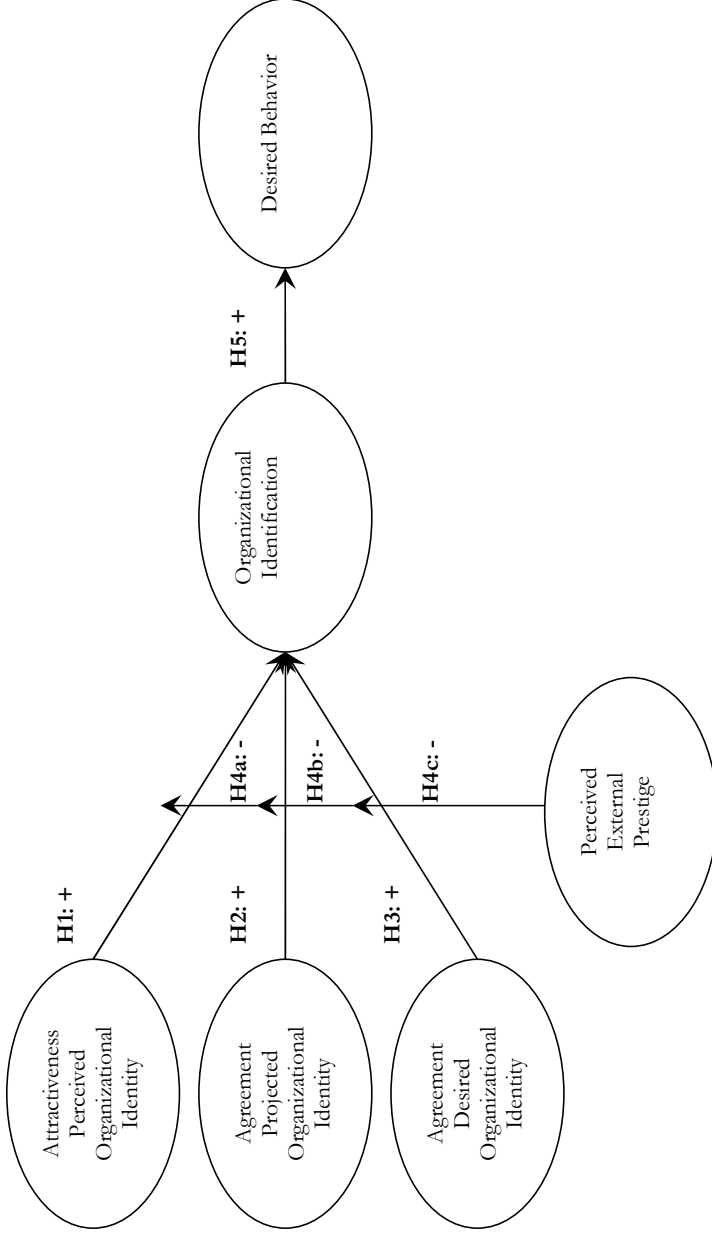 Attractiveness
Perceived
Organizational
Identity
H1: +
Agreement
Projected
Organizational
Identity
H2: +
Agreement
Desired
Organizational
Identity
H3: +
H4a: -
H4b: -
H4c: -
Perceived
External
Prestige
Organizational
Identification
H5: +
Desired Behavior